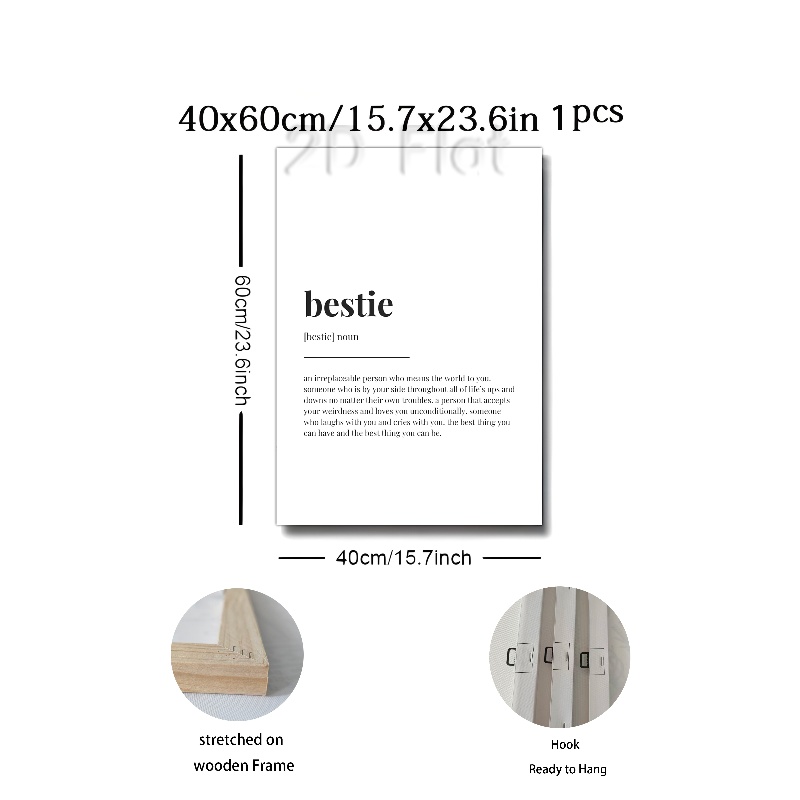 40x60cm/15.7x23.6in 1pcs
2D Flat
60cm/23.6inch
bestie
[bestie] noun
an irreplaceable person who means the world to you.
someone who is by your side throughout all of life's ups and
downs no matter their own troubles. a person that accepts
your weirdness and loves you unconditionally. someone
who laughs with you and cries with you. the best thing you
can have and the best thing you can be.
40cm/15.7inch
stretched on
wooden Frame
Hook
Ready to Hang